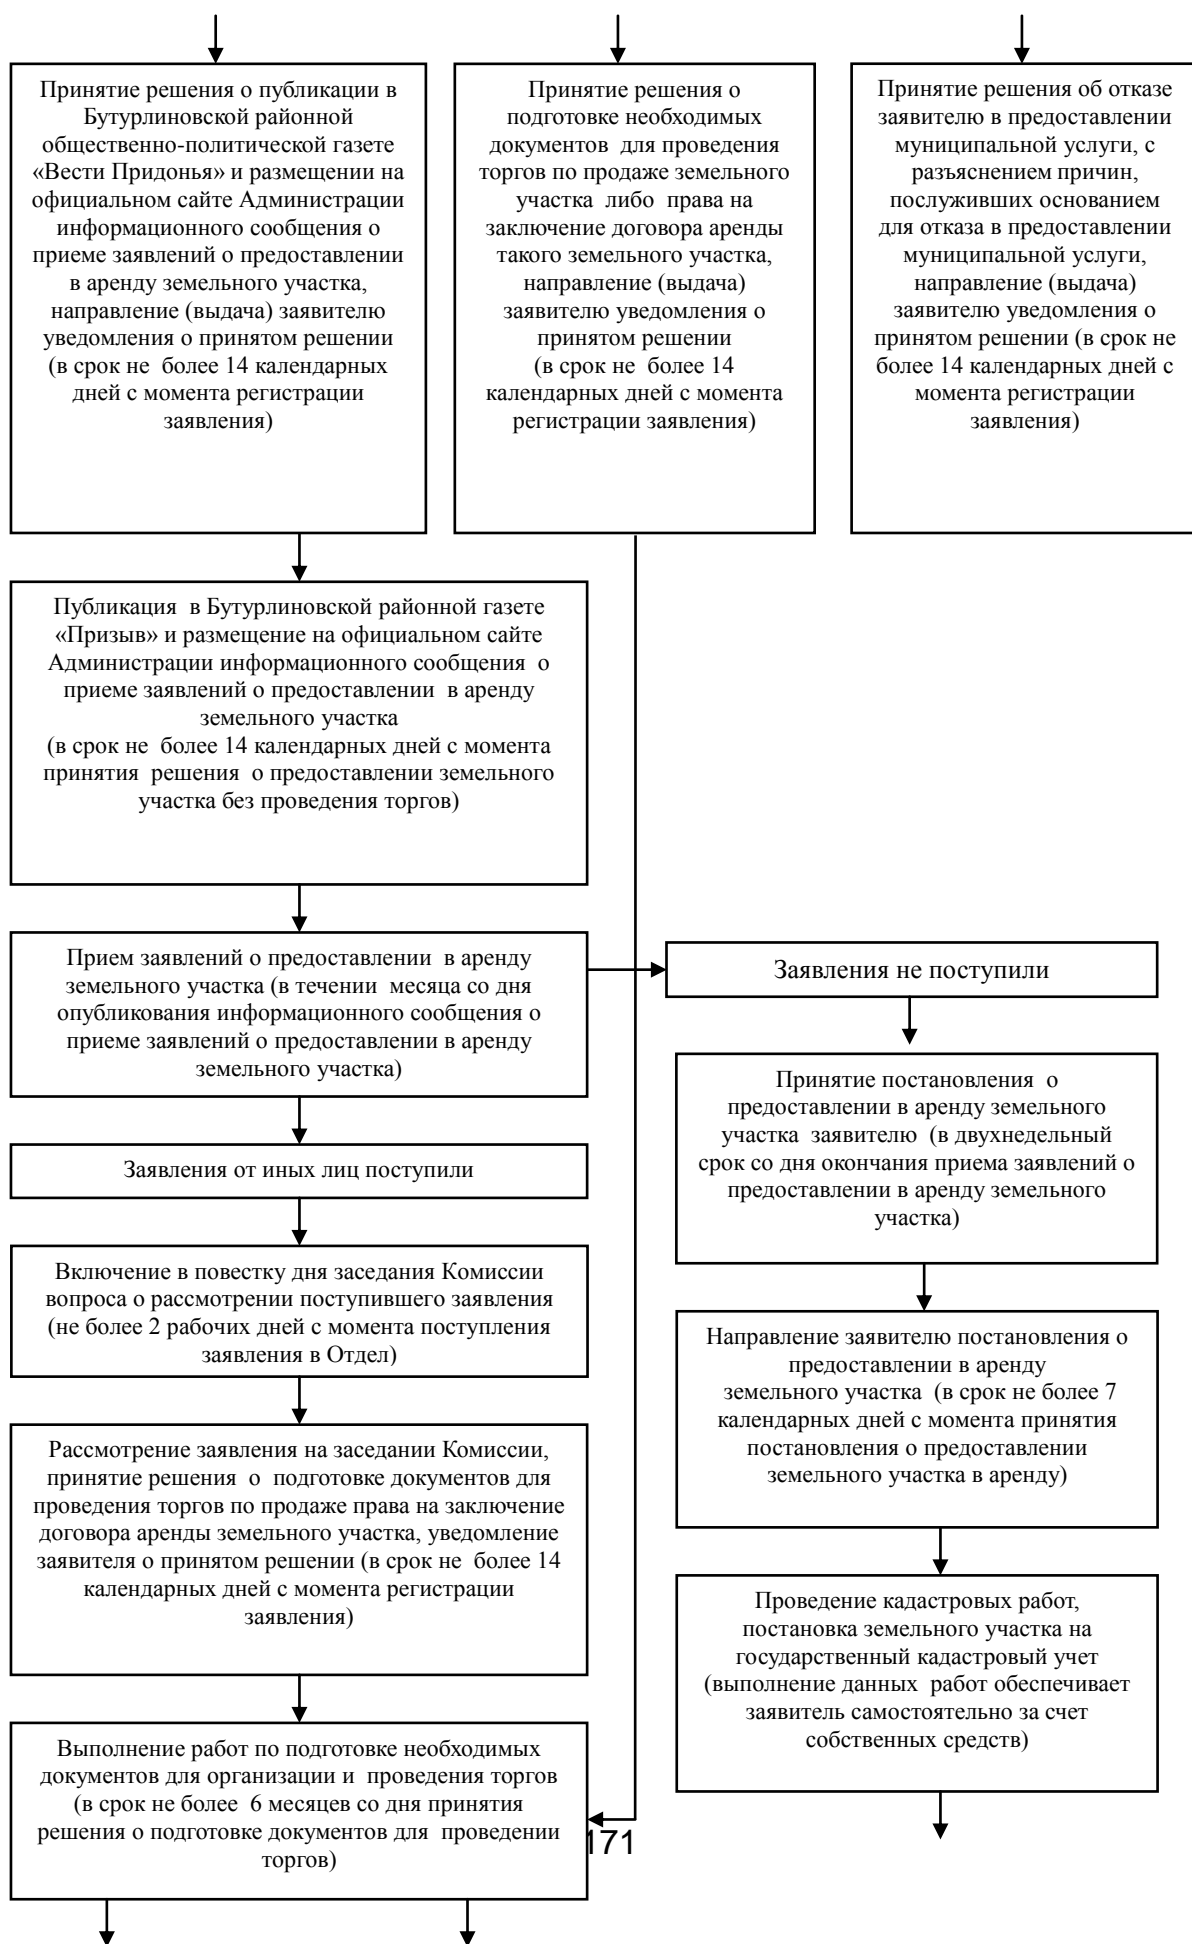 Принятие решения о публикации в
Бутурлиновской районной
общественно-политической газете
«Вести Придонья» и размещении на
официальном сайте Администрации
информационного сообщения о
приеме заявлений о предоставлении
в аренду земельного участка,
направление (выдача) заявителю
уведомления о принятом решении
(в срок не более 14 календарных
дней с момента регистрации
заявления)
Принятие решения о
подготовке необходимых
документов для проведения
торгов по продаже земельного
участка либо права на
заключение договора аренды
такого земельного участка,
направление (выдача)
заявителю уведомления о
принятом решении
(в срок не более 14
календарных дней с момента
регистрации заявления)
Принятие решения об отказе
заявителю в предоставлении
муниципальной услуги, с
разъяснением причин,
послуживших основанием
для отказа в предоставлении
муниципальной услуги,
направление (выдача)
заявителю уведомления о
принятом решении (в срок не
более 14 календарных дней с
момента регистрации
заявления)
Публикация в Бутурлиновской районной газете
«Призыв» и размещение на официальном сайте
Администрации информационного сообщения о
приеме заявлений о предоставлении в аренду
земельного участка
(в срок не более 14 календарных дней с момента
принятия решения о предоставлении земельного
участка без проведения торгов)
Прием заявлений о предоставлении в аренду
земельного участка (в течении месяца со дня
опубликования информационного сообщения о
приеме заявлений о предоставлении в аренду
земельного участка)
Заявления не поступили
Принятие постановления о
предоставлении в аренду земельного
участка заявителю (в двухнедельный
срок со дня окончания приема заявлений о
предоставлении в аренду земельного
участка)
Заявления от иных лиц поступили
Включение в повестку дня заседания Комиссии
вопроса о рассмотрении поступившего заявления
(не более 2 рабочих дней с момента поступления
заявления в Отдел)
Направление заявителю постановления о
предоставлении в аренду
земельного участка (в срок не более 7
календарных дней с момента принятия
постановления о предоставлении
земельного участка в аренду)
Рассмотрение заявления на заседании Комиссии,
принятие решения о подготовке документов для
проведения торгов по продаже права на заключение
договора аренды земельного участка, уведомление
заявителя о принятом решении (в срок не более 14
календарных дней с момента регистрации
заявления)
Проведение кадастровых работ,
постановка земельного участка на
государственный кадастровый учет
(выполнение данных работ обеспечивает
заявитель самостоятельно за счет
собственных средств)
Выполнение работ по подготовке необходимых
документов для организации и проведения торгов
(в срок не более 6 месяцев со дня принятия
решения о подготовке документов для проведении
торгов)
171